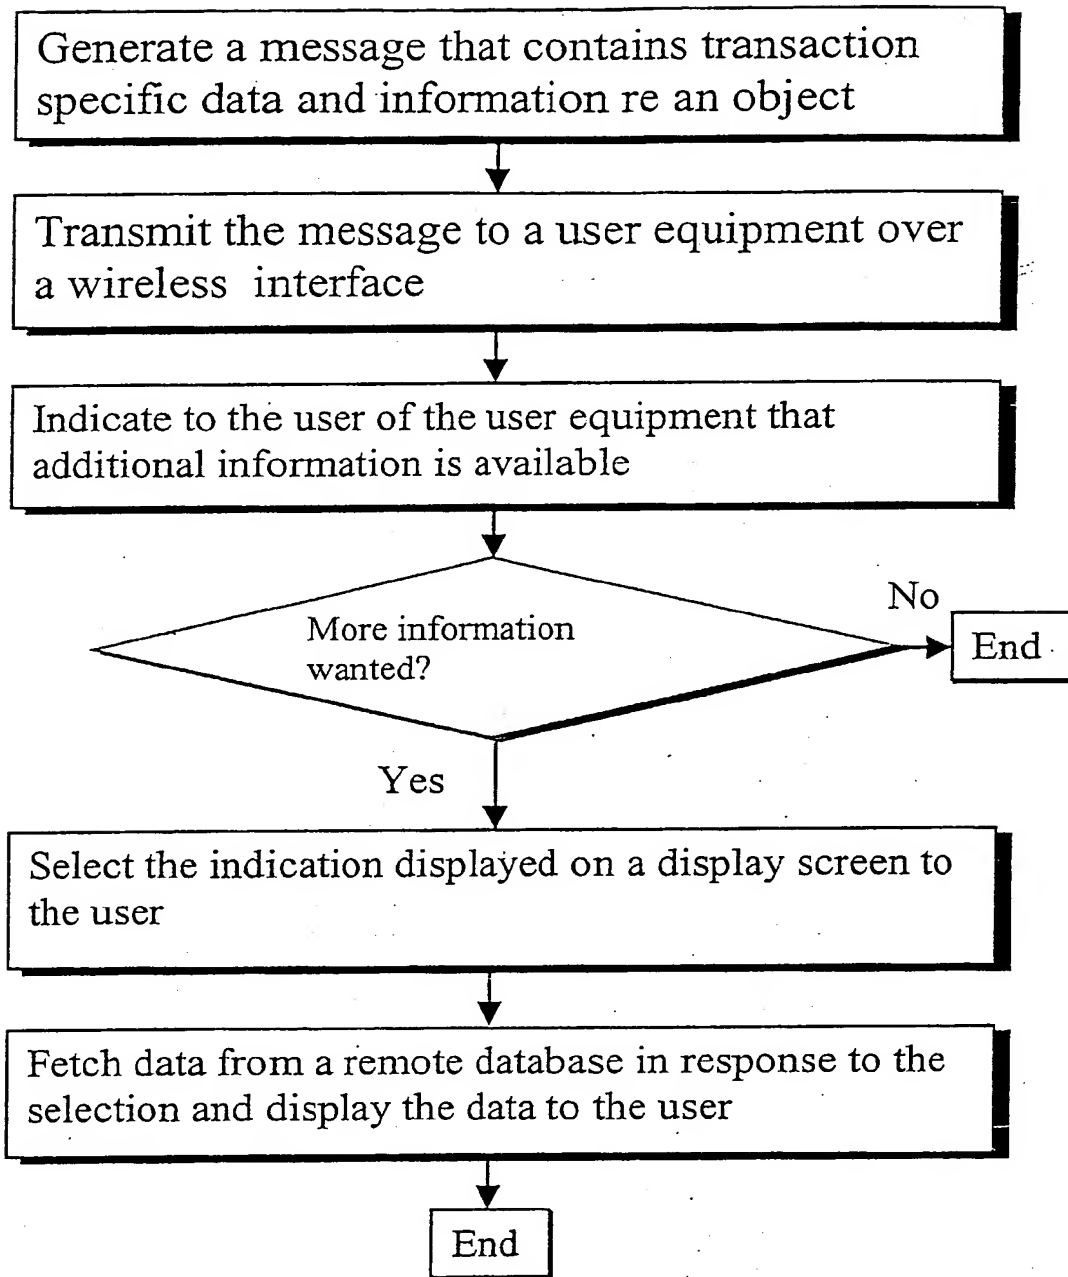 Generate a message that contains transaction
specific data and information re an object
Transmit the message to a user equipment over
a wireless interface
Indicate to the user of the user equipment that
additional information is available
More information
wanted?
No
End
Yes
Select the indication displayed on a display screen to
the user
Fetch data from a remote database in response to the
selection and display the data to the user
End